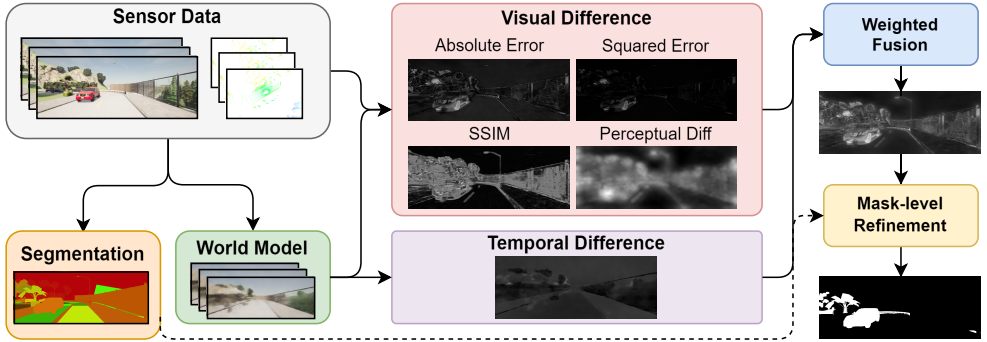 Sensor Data
Visual Difference
Absolute Error
Squared Error
SSIM
Perceptual Diff
Weighted
Fusion
Segmentation
World Model
Temporal Difference
Mask-level
Refinement